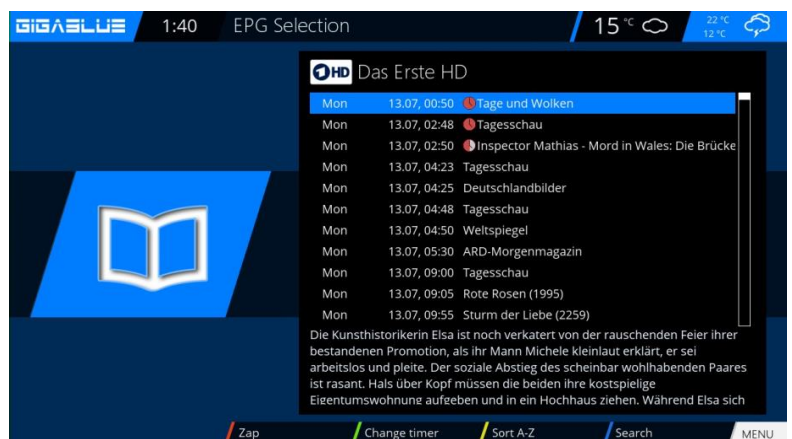 GIGABLUE 1:40 EPG Selection 15 °C 22 °C
12 °C
1HD Das Erste HD
Mon 13.07, 00:50 Tage und Wolken
Mon 13.07, 02:48 Tagesschau
Mon 13.07, 02:50 Inspector Mathias - Mord in Wales: Die Brücke
Mon 13.07, 04:23 Tagesschau
Mon 13.07, 04:25 Deutschlandbilder
Mon 13.07, 04:48 Tagesschau
Mon 13.07, 04:50 Weltspiegel
Mon 13.07, 05:30 ARD-Morgenmagazin
Mon 13.07, 09:00 Tagesschau
Mon 13.07, 09:05 Rote Rosen (1995)
Mon 13.07, 09:55 Sturm der Liebe (2259)
Die Kunsthistorikerin Elsa ist noch verkatert von der rauschenden Feier ihrer
bestandenen Promotion, als ihr Mann Michele kleinlaut erklärt, er sei
arbeitslos und pleite. Der soziale Abstieg des scheinbar wohlhabenden Paares
ist rasant. Hals über Kopf müssen die beiden ihre kostspielige
Eigentumswohnung aufgeben und in ein Hochhaus ziehen. Während Elsa sich
Zap Change timer Sort A-Z Search MENU